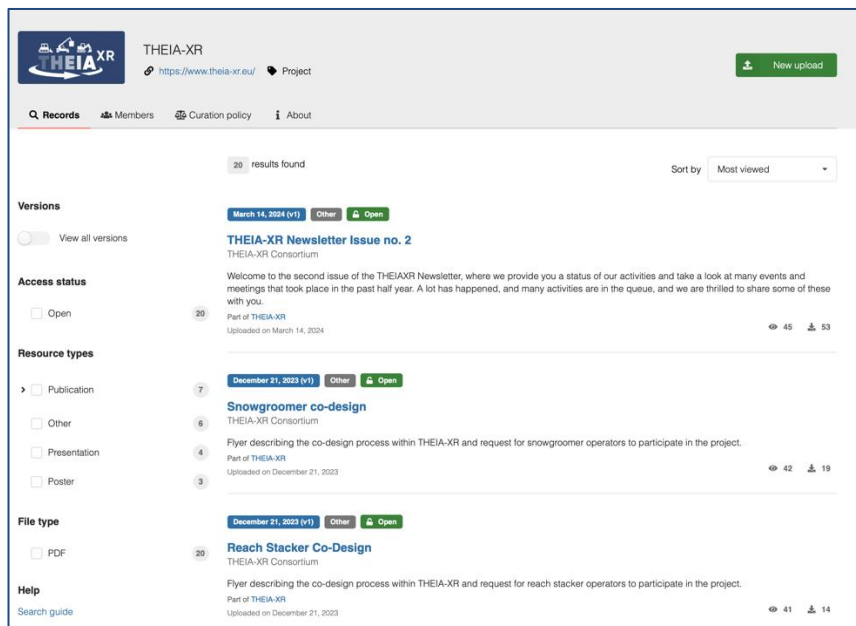 THEIA XR
THEIA-XR
https://www.theia-xr.eu/ Project
New upload
Records Members Curation policy About
20 results found
Sort by Most viewed
Versions
View all versions
Access status
Open 20
Resource types
Publication 7
Other 6
Presentation 4
Poster 3
File type
PDF 20
Help
Search guide
March 14, 2024 (v1) Other Open
THEIA-XR Newsletter Issue no. 2
THEIA-XR Consortium
Welcome to the second issue of the THEIAXR Newsletter, where we provide you a status of our activities and take a look at many events and
meetings that took place in the past half year. A lot has happened, and many activities are in the queue, and we are thrilled to share some of these
with you.
Part of THEIA-XR
Uploaded on March 14, 2024
45 53
December 21, 2023 (v1) Other Open
Snowgroomer co-design
THEIA-XR Consortium
Flyer describing the co-design process within THEIA-XR and request for snowgroomer operators to participate in the project.
Part of THEIA-XR
Uploaded on December 21, 2023
42 19
December 21, 2023 (v1) Other Open
Reach Stacker Co-Design
THEIA-XR Consortium
Flyer describing the co-design process within THEIA-XR and request for reach stacker operators to participate in the project.
Part of THEIA-XR
Uploaded on December 21, 2023
41 14